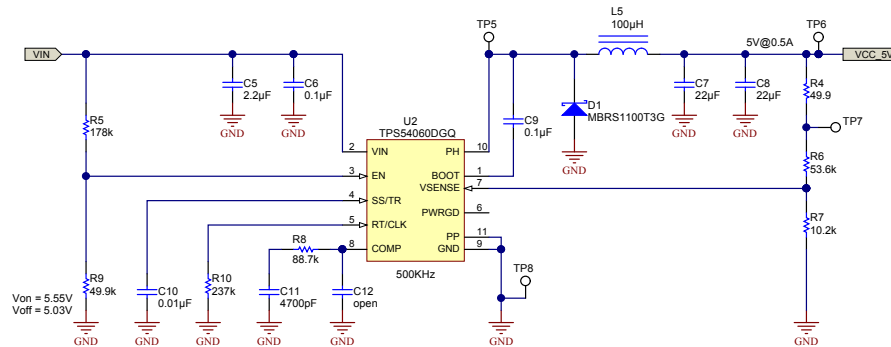 L5
100µH
TP5
TP6
VIN
5V@0.5A
VCC_5V
C5
2.2µF
GND
C6
0.1µF
GND
C7
22µF
GND
C8
22µF
GND
R4
49.9
D1
MBRS1100T3G
GND
C9
0.1µF
R5
178k
U2
TPS54060DGQ
TP7
2
VIN
PH
10
R6
53.6k
3
EN
BOOT
1
VSENSE
7
4
SS/TR
PWRGD
6
5
RT/CLK
R7
10.2k
PP
11
8
COMP
GND
9
R8
88.7k
500KHz
TP8
R9
49.9k
Von = 5.55V
Voff = 5.03V
C10
0.01µF
R10
237k
C11
4700pF
C12
open
GND
GND
GND
GND
GND
GND
GND